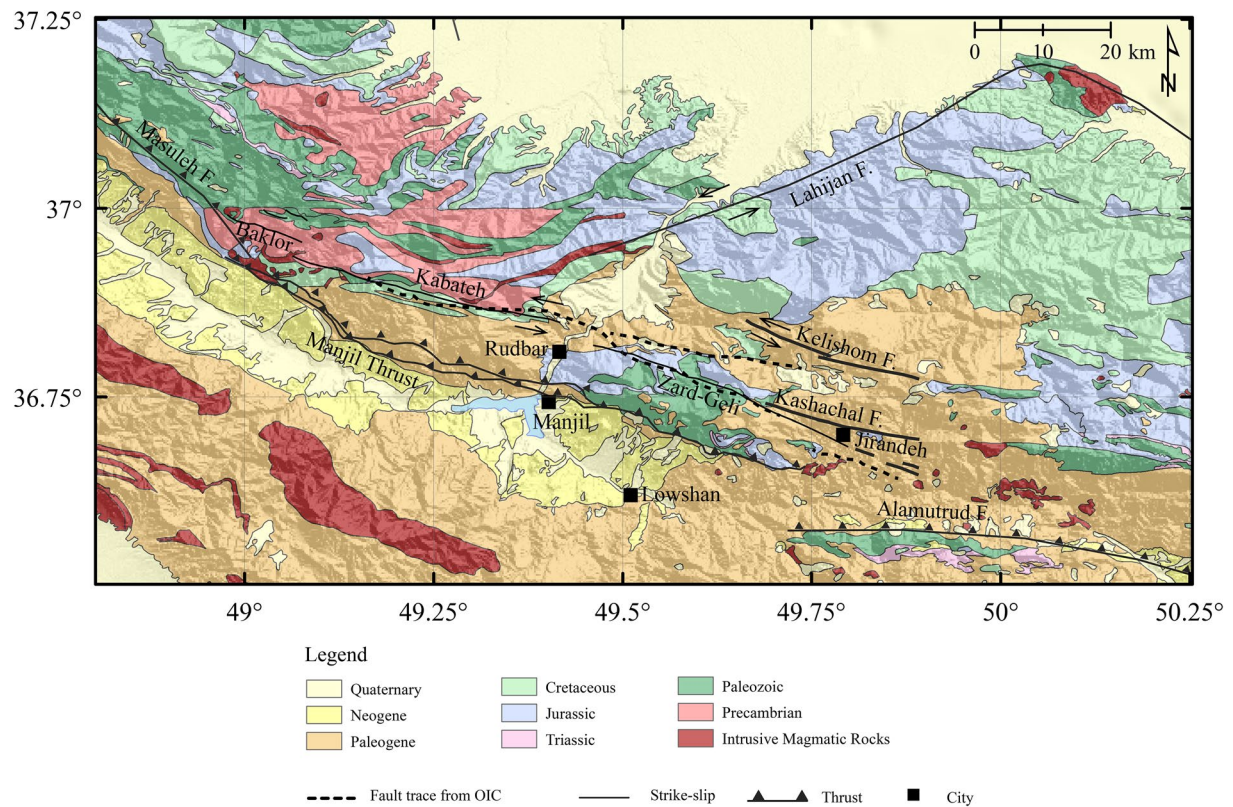 37.25°
0 10 20 km
N
Masuleh F.
Lahijan F.
37°
Baklor
Kabateh
Rudbar
Kelishom F.
Manjil Thrust
Zard-Geli
36.75°
Kashachal F.
Manjil
Jirandeh
Lowshan
Alamutrud F.
49° 49.25° 49.5° 49.75° 50° 50.25°
Legend
Quaternary Cretaceous Paleozoic
Neogene Jurassic Precambrian
Paleogene Triassic Intrusive Magmatic Rocks
Fault trace from OIC Strike-slip Thrust City